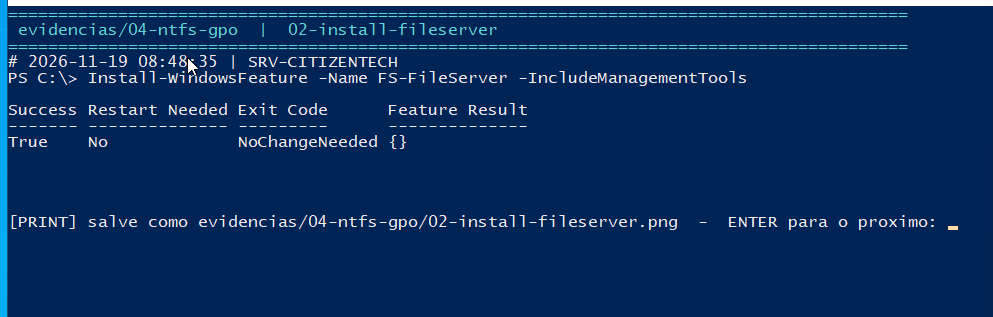 ==========================================================================================
evidencias/04-ntfs-gpo | 02-install-fileserver
==========================================================================================
# 2026-11-19 08:48:35 | SRV-CITIZENTECH
PS C:\> Install-WindowsFeature -Name FS-FileServer -IncludeManagementTools
Success Restart Needed Exit Code      Feature Result
------- -------------- ---------      --------------
True    No             NoChangeNeeded {}
[PRINT] salve como evidencias/04-ntfs-gpo/02-install-fileserver.png  -  ENTER para o proximo: